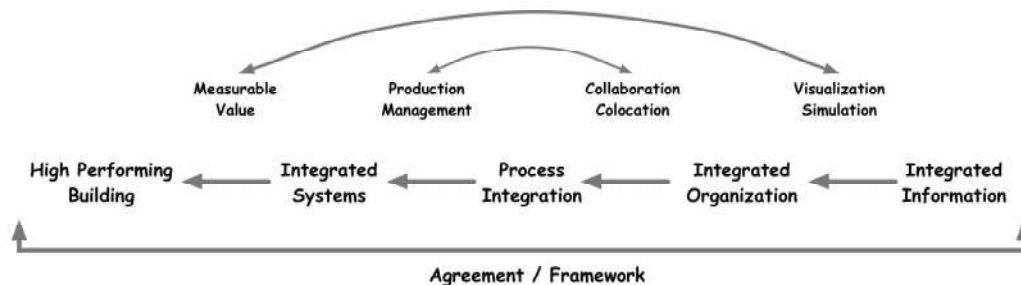 Measurable
Value
Production
Management
Collaboration
Colocation
Visualization
Simulation
High Performing
Building
Integrated
Systems
Process
Integration
Integrated
Organization
Integrated
Information
Agreement / Framework